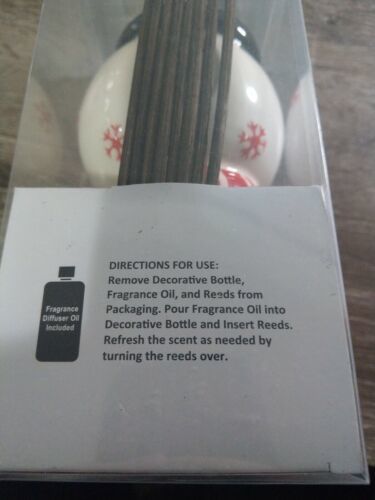 DIRECTIONS FOR USE:
Remove Decorative Bottle,
Fragrance Oil, and Reeds from
Packaging. Pour Fragrance Oil into
Decorative Bottle and Insert Reeds.
Refresh the scent as needed by
turning the reeds over.
Fragrance
Diffuser Oil
Included